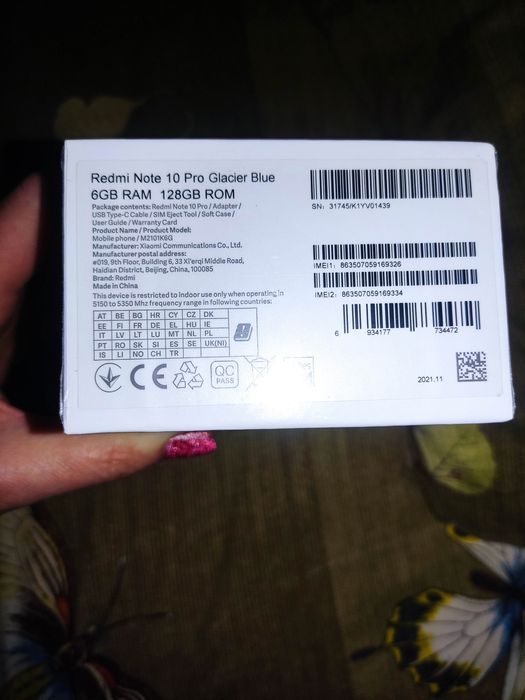 Redmi Note 10 Pro Glacier Blue
6GB RAM 128GB ROM
Package contents: Redmi Note 10 Pro / Adapter /
USB Type-C Cable / SIM Eject Tool / Soft Case /
User Guide / Warranty Card
Product Name / Product Model:
Mobile phone / M2101K6G
Manufacturer: Xiaomi Communications Co., Ltd.
Manufacturer postal address:
#019, 9th Floor, Building 6, 33 Xi'erqi Middle Road,
Haidian District, Beijing, China, 100085
Brand: Redmi
Made in China
This device is restricted to indoor use only when operating in
5150 to 5350 Mhz frequency range in following countries:
AT BE BG HR CY CZ DK
EE FI FR DE EL HU IE
IT LV LT LU MT NL PL
PT RO SK SI ES SE UK(NI)
IS LI NO CH TR
CE
QC
PASS
SN: 31745/K1YV01439
IMEI1: 863507059169326
IMEI2: 863507059169334
6 934177 734472
2021.11